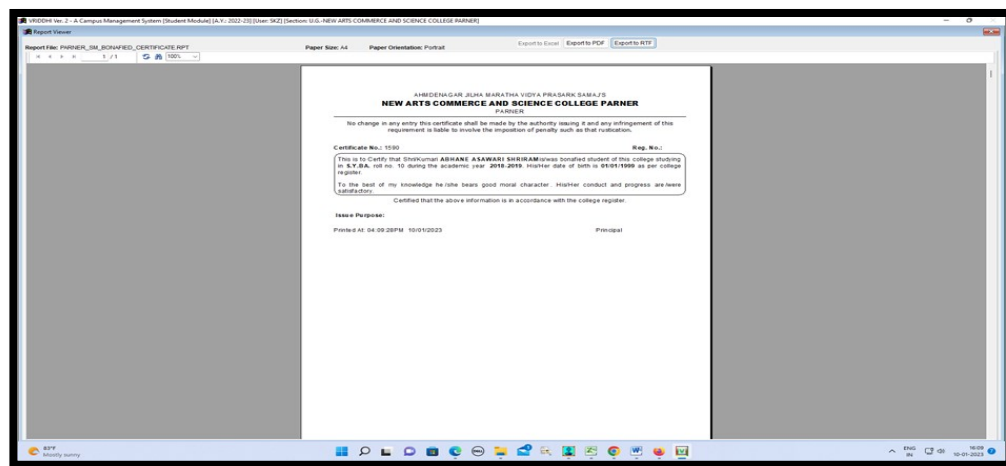 VRIDDHI Ver. 2 - A Campus Management System [Student Module] [A.Y.: 2022-23] [User: SKZ] [Section: U.G.-NEW ARTS COMMERCE AND SCIENCE COLLEGE PARNER]
Report Viewer
Report File: PARNER_SM_BONAFIED_CERTIFICATE.RPT Paper Size: A4 Paper Orientation: Portrait Export to Excel Export to PDF Export to RTF
1 / 1 100%
AHMDENAGAR JILHA MARATHA VIDYA PRASARK SAMAJ'S
NEW ARTS COMMERCE AND SCIENCE COLLEGE PARNER
PARNER
No change in any entry this certificate shall be made by the authority issuing it and any infringement of this
requirement is liable to involve the imposition of penalty such as that rustication.
Certificate No.: 1590 Reg. No.:
This is to Certify that Shri/Kumari ABHANE ASAWARI SHRIRAM is/was bonafied student of this college studying
in S.Y.BA. roll no. 10 during the academic year 2018-2019. His/Her date of birth is 01/01/1999 as per college
register.
To the best of my knowledge he/she bears good moral character . His/Her conduct and progress are/were
satisfactory.
Certified that the above information is in accordance with the college register.
Issue Purpose:
Printed At: 04:09:28PM 10/01/2023 Principal
83°F
Mostly sunny
ENG
IN
16:09
10-01-2023